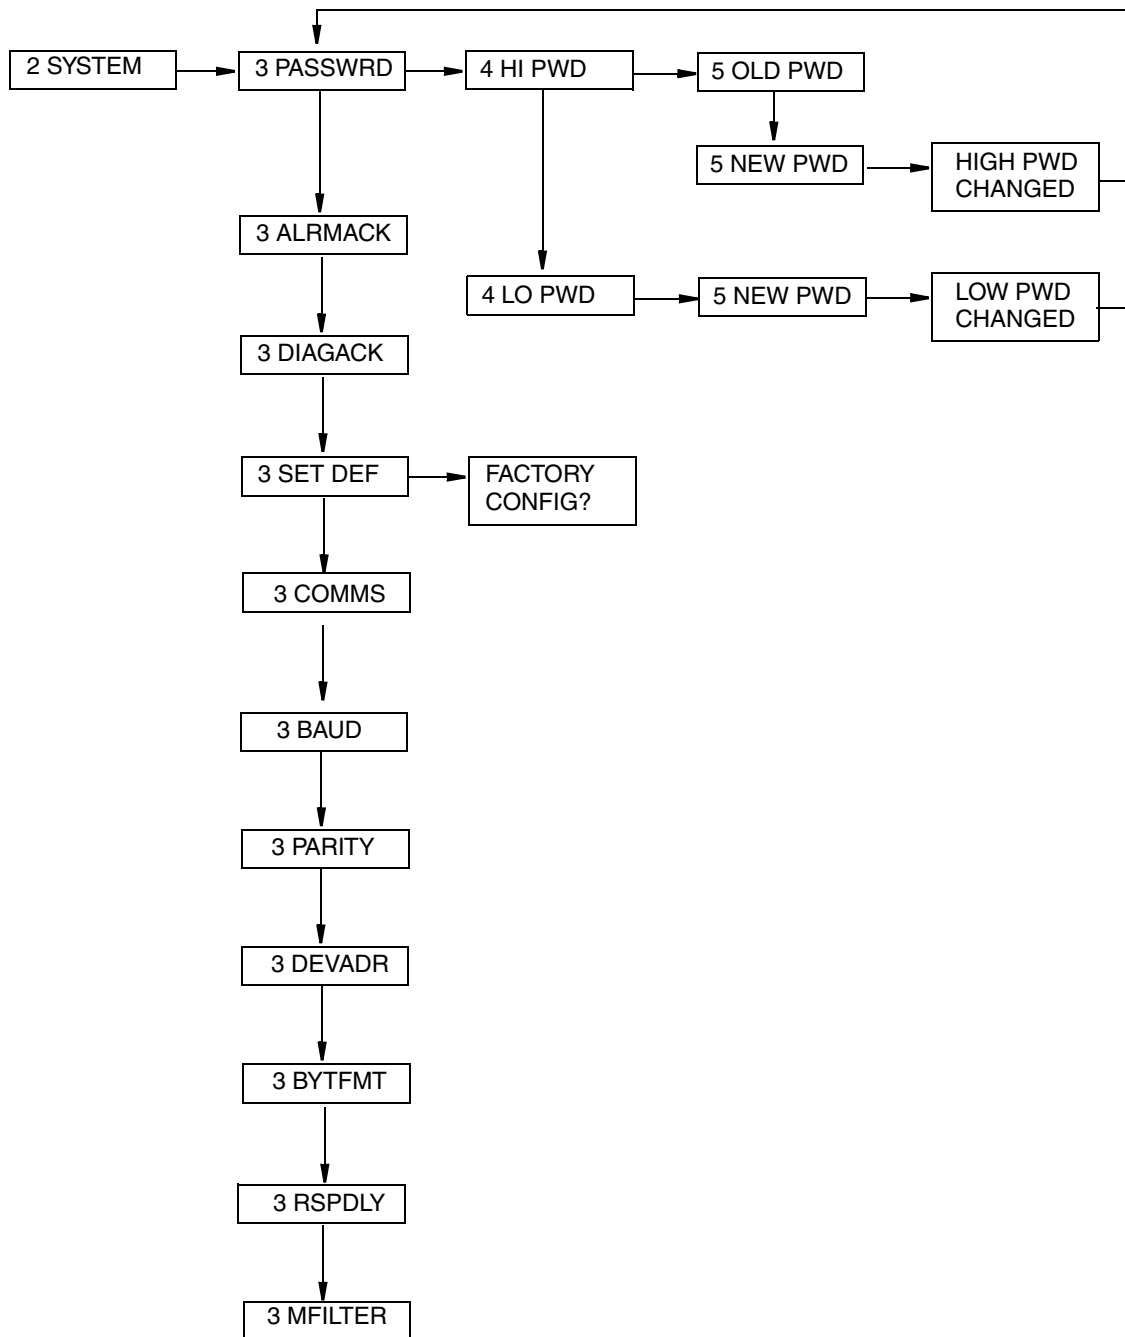 2 SYSTEM
3 PASSWRD
4 HI PWD
5 OLD PWD
5 NEW PWD
HIGH PWD
CHANGED
3 ALRMACK
4 LO PWD
5 NEW PWD
LOW PWD
CHANGED
3 DIAGACK
3 SET DEF
FACTORY
CONFIG?
3 COMMS
3 BAUD
3 PARITY
3 DEVADR
3 BYTFMT
3 RSPDLY
3 MFILTER